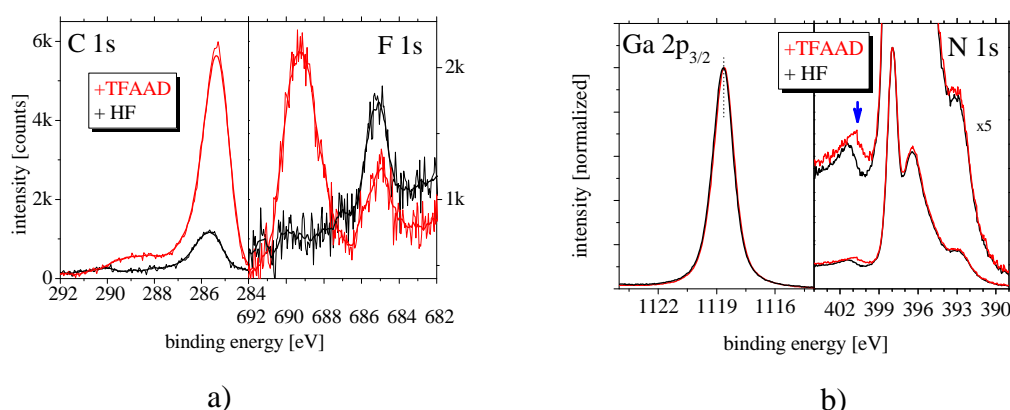 C 1s
F 1s
+TFAAD
+ HF
intensity [counts]
6k
4k
2k
0
2k
1k
292 290 288 286 284
692 690 688 686 684 682
binding energy [eV]
a)
Ga 2p3/2
N 1s
+TFAAD
+ HF
x5
intensity [normalized]
1122 1119 1116
402 399 396 393 390
binding energy [eV]
b)